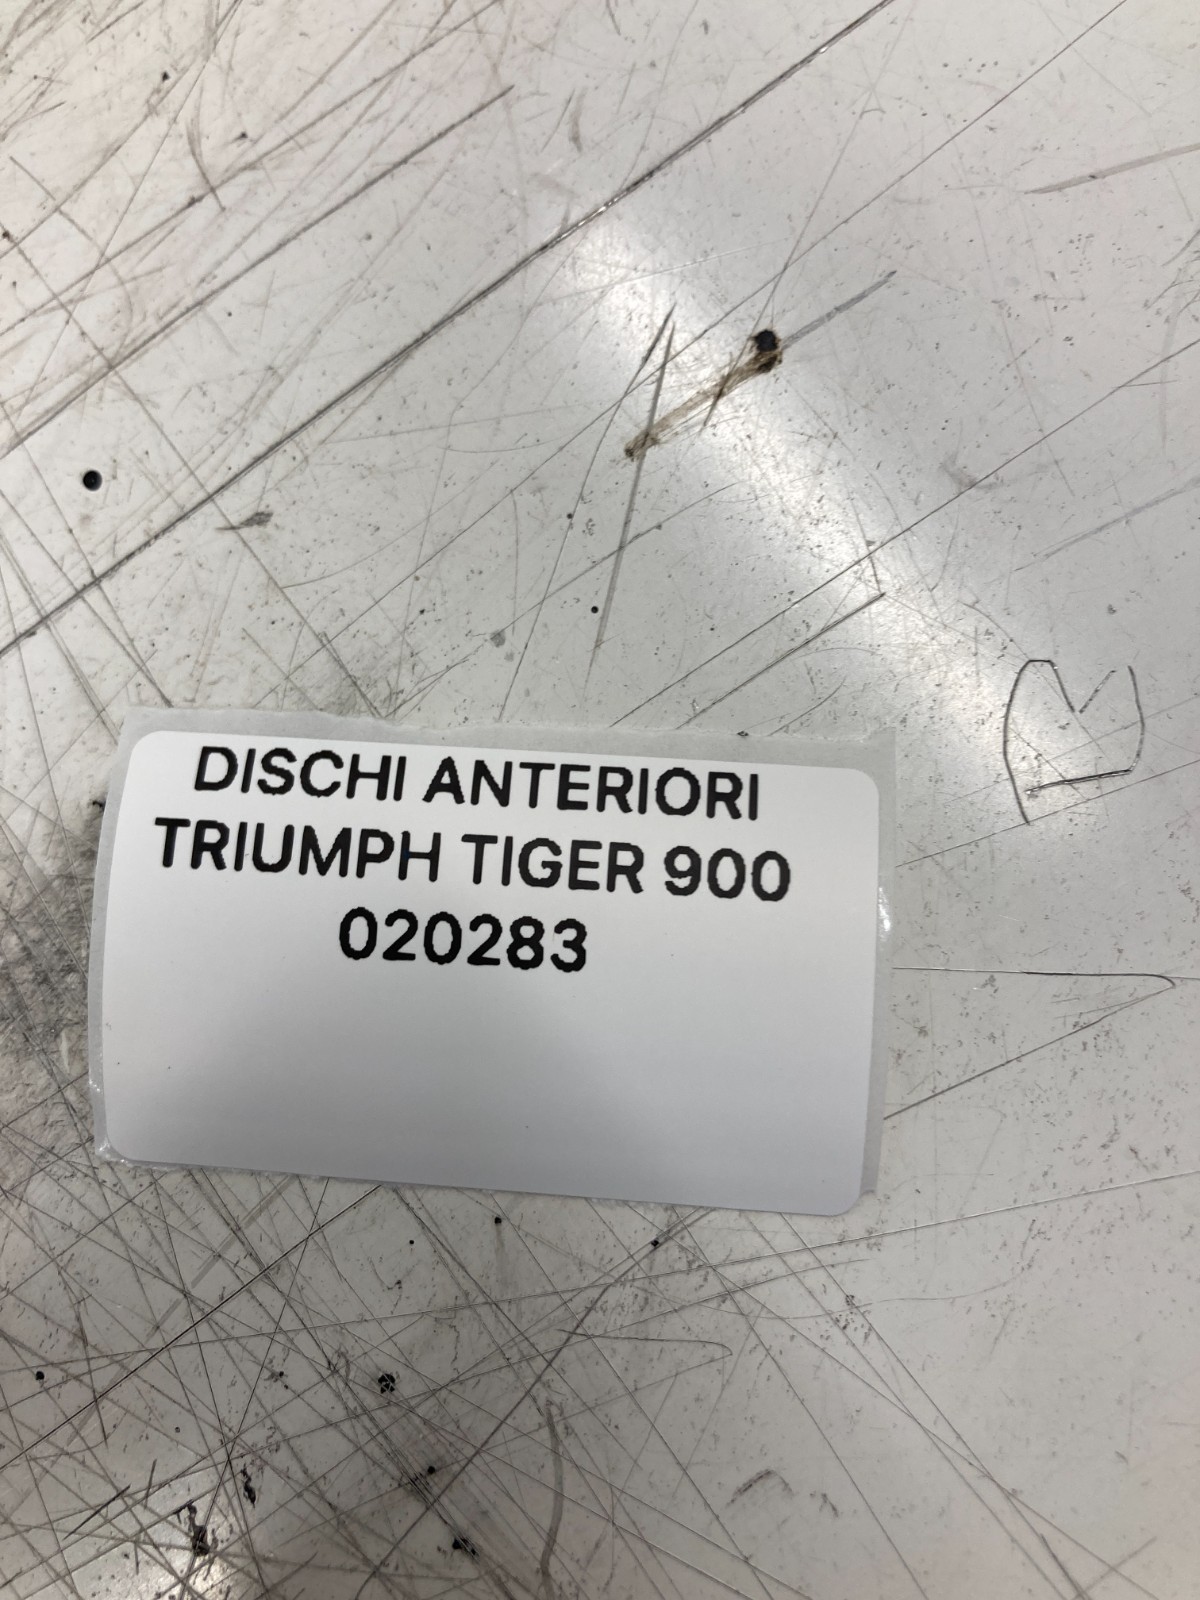 DISCHI ANTERIORI
TRIUMPH TIGER 900
020283